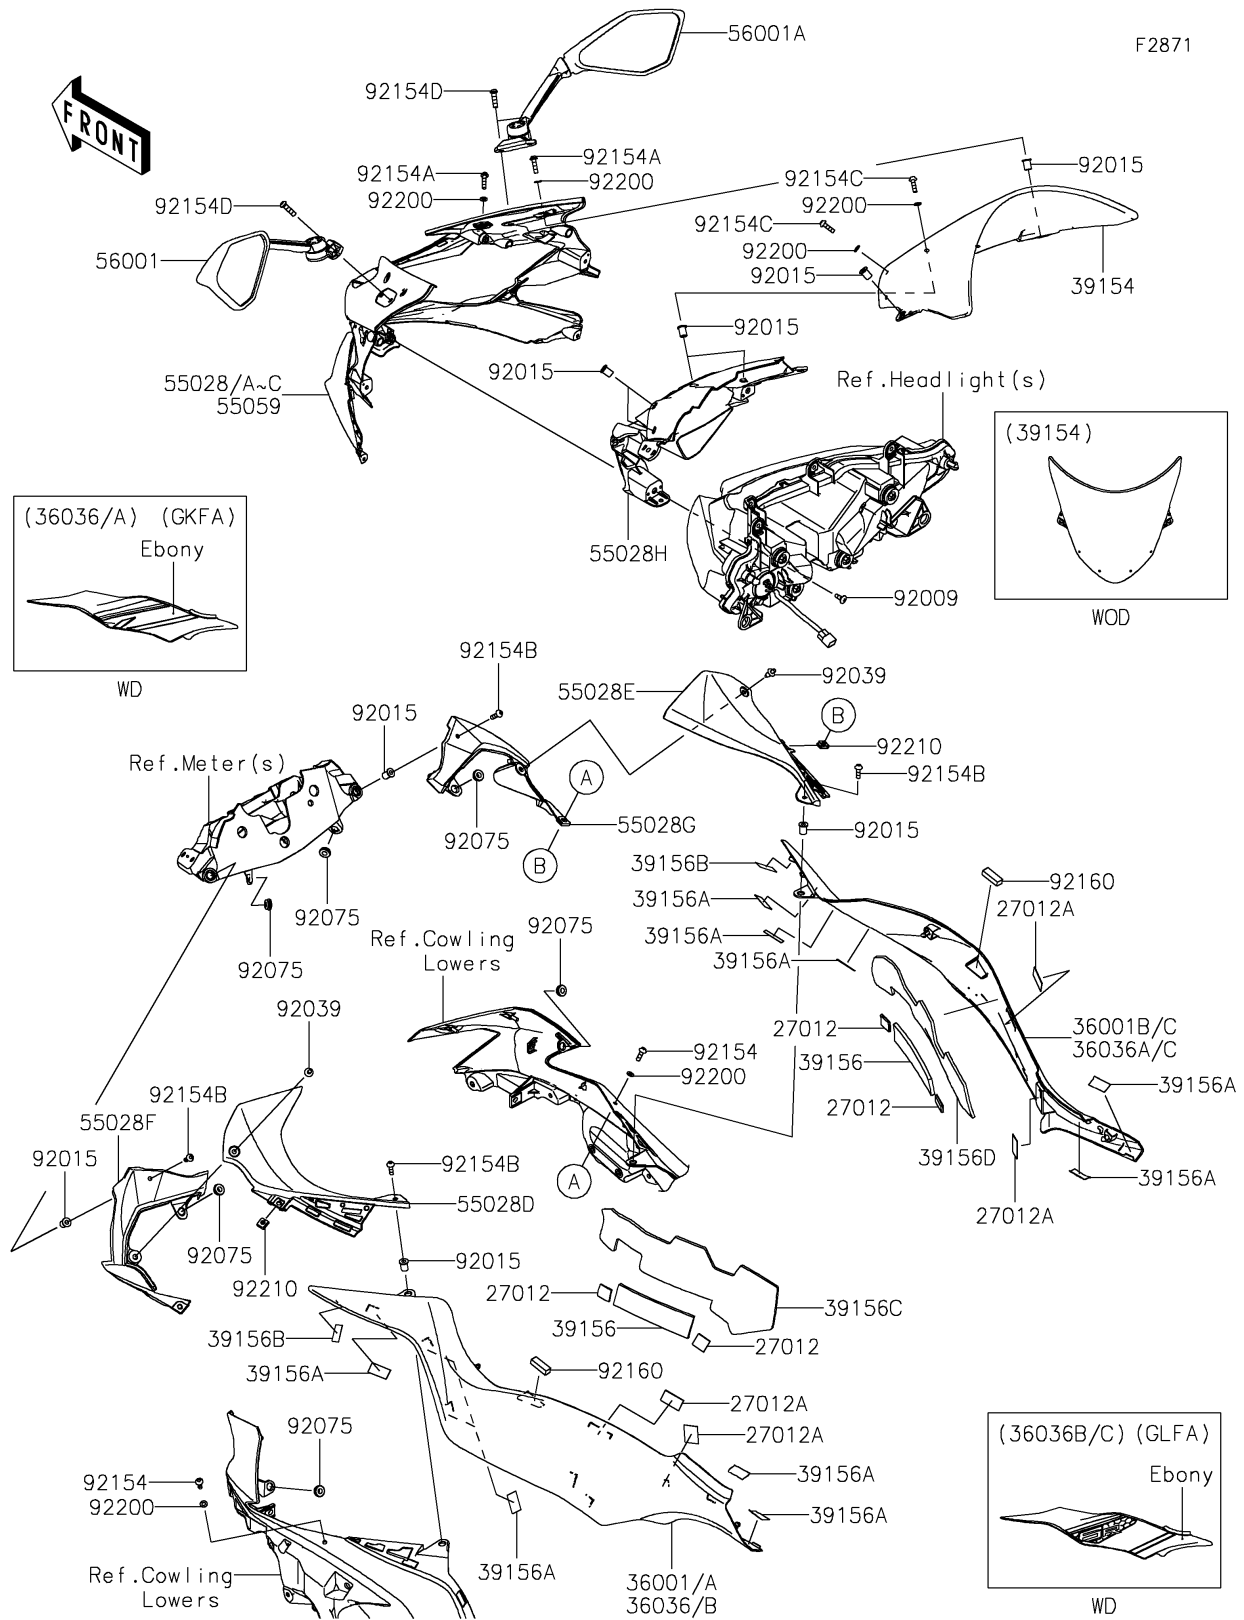 56001A
F2871
FRONT
92154D
92154A
92154A
92200
92200
92154C
92015
92200
92154D
92154C
92200
56001
92015
39154
92015
92015
Ref.Headlight(s)
55028/A~C
55059
(39154)
(36036/A) (GKFA)
Ebony
55028H
92009
WOD
WD
92154B
55028E
92039
B
92015
92210
Ref.Meter(s)
92154B
A
55028G
92015
92075
B
39156B
92160
39156A
27012A
92075
92075
Ref.Cowling
Lowers
92075
39156A
39156A
92039
27012
36001B/C
36036A/C
92154
39156
92200
39156A
92154B
27012
55028F
39156D
92015
92154B
39156A
A
55028D
27012A
92075
92015
92210
27012
39156C
39156
27012
39156B
39156A
92160
27012A
27012A
92075
(36036B/C) (GLFA)
92154
39156A
Ebony
92200
39156A
Ref.Cowling
Lowers
39156A
36001/A
36036/B
WD